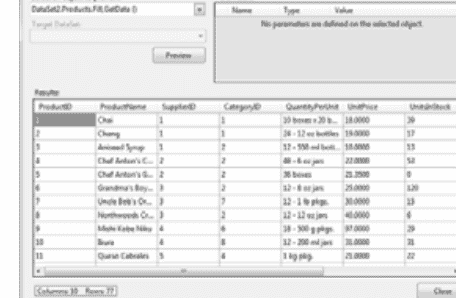 DataSet2.Products.Fill,GetData ()
Name Type Value
No parameters are defined on the selected object.
Target DataSet:
Preview
Results:
ProductID ProductName SupplierID CategoryID QuantityPerUnit UnitPrice UnitsInStock
1 Chai 1 1 10 boxes x 20 b... 18.0000 39
2 Chang 1 1 24 - 12 oz bottles 19.0000 17
3 Aniseed Syrup 1 2 12 - 550 ml bott... 10.0000 13
4 Chef Anton's C... 2 2 48 - 6 oz jars 22.0000 53
5 Chef Anton's G... 2 2 36 boxes 21.3500 0
6 Grandma's Boy... 3 2 12 - 8 oz jars 25.0000 120
7 Uncle Bob's Or... 3 7 12 - 1 lb pkgs. 30.0000 15
8 Northwoods Cr... 3 2 12 - 12 oz jars 40.0000 6
9 Mishi Kobe Niku 4 6 18 - 500 g pkgs. 97.0000 29
10 Ikura 4 8 12 - 200 ml jars 31.0000 31
11 Queso Cabrales 5 4 1 kg pkg. 21.0000 22
Columns: 10 Rows: 77
Close